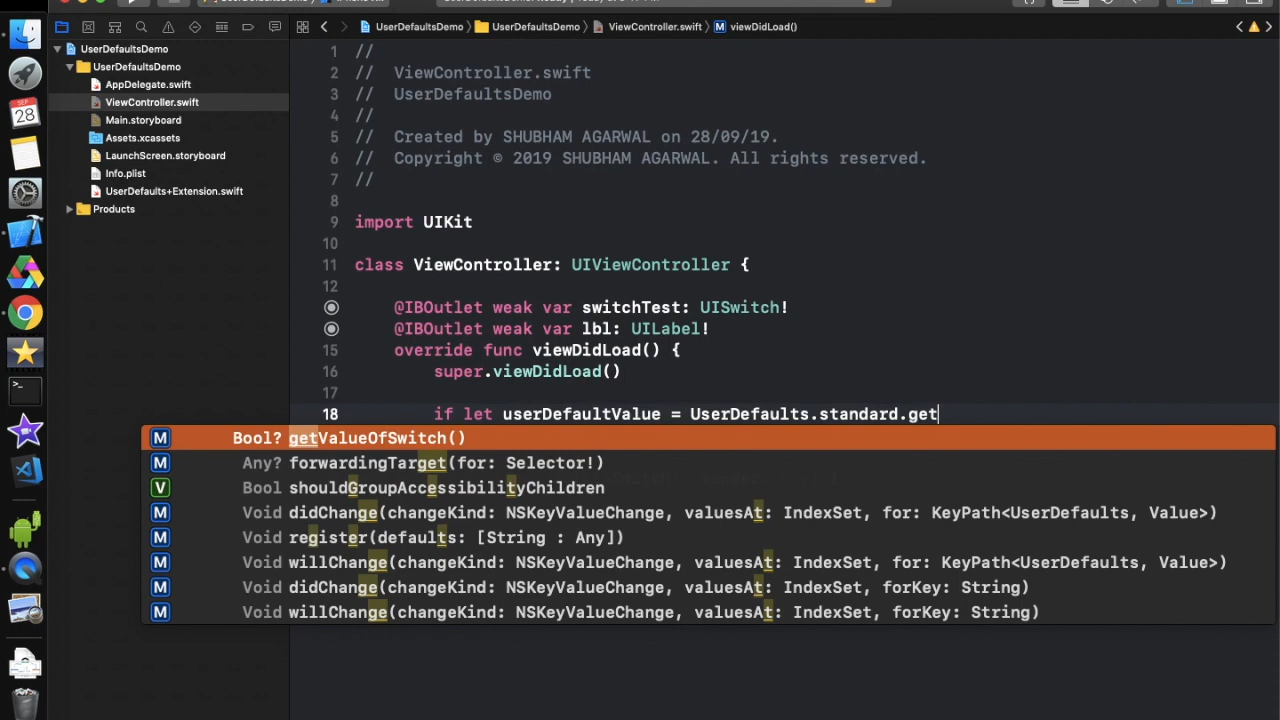 UserDefaultsDemo
UserDefaultsDemo
ViewController.swift
viewDidLoad()
UserDefaultsDemo
UserDefaultsDemo
AppDelegate.swift
ViewController.swift
Main.storyboard
Assets.xcassets
LaunchScreen.storyboard
Info.plist
UserDefaults+Extension.swift
Products
SEP
28
1 //
2 // ViewController.swift
3 // UserDefaultsDemo
4 //
5 // Created by SHUBHAM AGARWAL on 28/09/19.
6 // Copyright © 2019 SHUBHAM AGARWAL. All rights reserved.
7 //
8
9 import UIKit
10
11 class ViewController: UIViewController {
12
@IBOutlet weak var switchTest: UISwitch!
@IBOutlet weak var lbl: UILabel!
15 override func viewDidLoad() {
16 super.viewDidLoad()
17
18 if let userDefaultValue = UserDefaults.standard.get
M Bool? getValueOfSwitch()
M Any? forwardingTarget(for: Selector!)
V Bool shouldGroupAccessibilityChildren
M Void didChange(changeKind: NSKeyValueChange, valuesAt: IndexSet, for: KeyPath<UserDefaults, Value>)
M Void register(defaults: [String : Any])
M Void willChange(changeKind: NSKeyValueChange, valuesAt: IndexSet, for: KeyPath<UserDefaults, Value>)
M Void didChange(changeKind: NSKeyValueChange, valuesAt: IndexSet, forKey: String)
M Void willChange(changeKind: NSKeyValueChange, valuesAt: IndexSet, forKey: String)